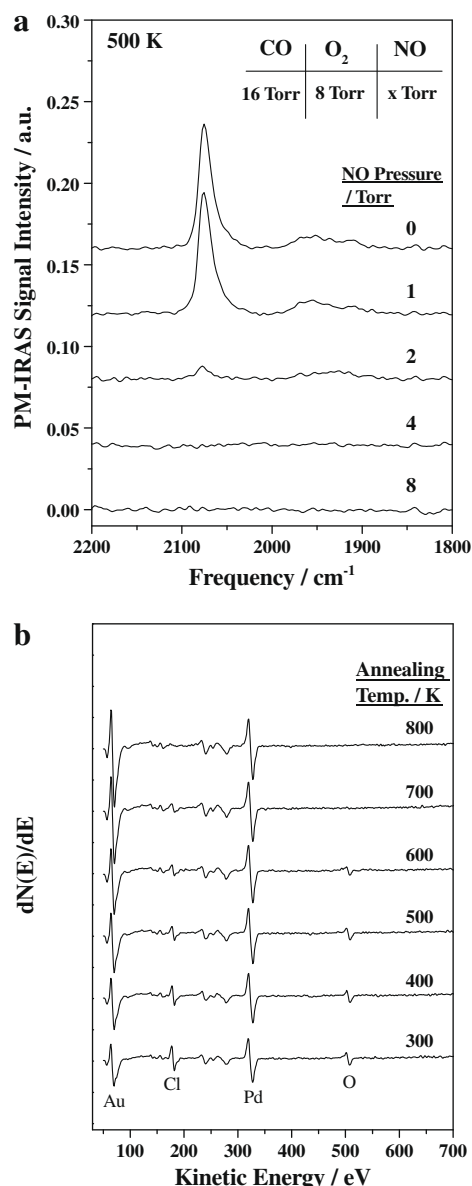 a
0.30
500 K
CO O2 NO
16 Torr 8 Torr x Torr
0.25
NO Pressure
/ Torr
0.20
0
0.15
1
0.10
2
0.05
4
0.00
8
PM-IRAS Signal Intensity / a.u.
2200 2100 2000 1900 1800
Frequency / cm-1
b
Annealing
Temp. / K
800
700
600
500
400
300
Au Cl Pd O
dN(E)/dE
100 200 300 400 500 600 700
Kinetic Energy / eV